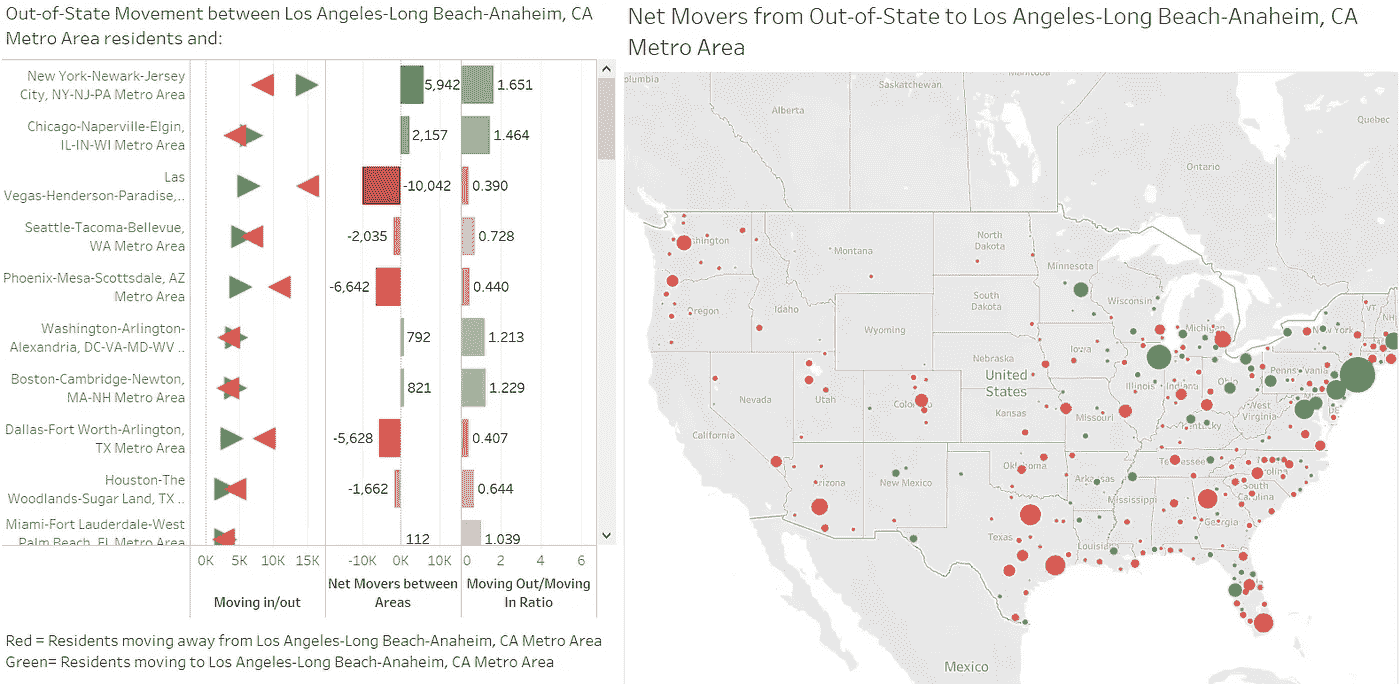 Out-of-State Movement between Los Angeles-Long Beach-Anaheim, CA
Metro Area residents and:
New York-Newark-Jersey
City, NY-NJ-PA Metro Area
5,942
1.651
Chicago-Naperville-Elgin,
IL-IN-WI Metro Area
2,157
1.464
Las
Vegas-Henderson-Paradise,..
-10,042
0.390
Seattle-Tacoma-Bellevue,
WA Metro Area
-2,035
0.728
Phoenix-Mesa-Scottsdale, AZ
Metro Area
-6,642
0.440
Washington-Arlington-
Alexandria, DC-VA-MD-WV ..
792
1.213
Boston-Cambridge-Newton,
MA-NH Metro Area
821
1.229
Dallas-Fort Worth-Arlington,
TX Metro Area
-5,628
0.407
Houston-The
Woodlands-Sugar Land, TX ..
-1,662
0.644
Miami-Fort Lauderdale-West
Palm Beach, FL Metro Area
112
1.039
0K 5K 10K 15K
-10K 0K 10K
0 2 4 6
Moving in/out
Net Movers between
Areas
Moving Out/Moving
In Ratio
Red = Residents moving away from Los Angeles-Long Beach-Anaheim, CA Metro Area
Green= Residents moving to Los Angeles-Long Beach-Anaheim, CA Metro Area
Net Movers from Out-of-State to Los Angeles-Long Beach-Anaheim, CA
Metro Area
olumbia
Alberta
Saskatchewan
Manitoba
Ontario
Quebec
hington
Montana
North
Dakota
Minnesota
Oregon
Idaho
South
Dakota
Wisconsin
Michigan
VT
NH
New York
Wyoming
Iowa
Nebraska
United
States
Illinois
Indiana
Ohio
Pennsylvania
Nevada
Utah
Colo
Kansas
Missouri
West
Virginia
DE
Kentucky
California
Arizona
New Mexico
Oklahoma
Arkansas
Tennessee
rolina
South
Carolina
Mississippi
Georgia
Texas
Louisiana
Mexico